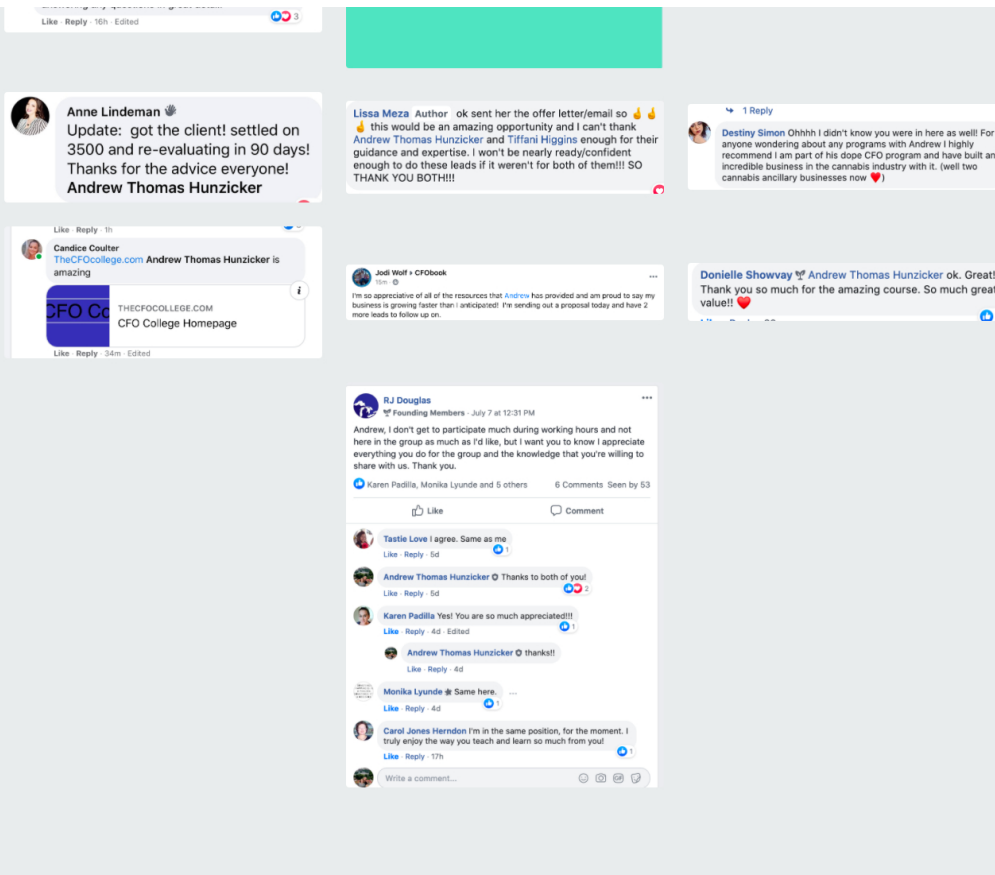 answering any questions in great detail.
Like · Reply · 16h · Edited
3
Anne Lindeman
Update: got the client! settled on
3500 and re-evaluating in 90 days!
Thanks for the advice everyone!
Andrew Thomas Hunzicker
Lissa Meza Author ok sent her the offer letter/email so
this would be an amazing opportunity and I can't thank
Andrew Thomas Hunzicker and Tiffani Higgins enough for their
guidance and expertise. I won't be nearly ready/confident
enough to do these leads if it weren't for both of them!!! SO
THANK YOU BOTH!!!
1 Reply
Destiny Simon Ohhhh I didn't know you were in here as well! For
anyone wondering about any programs with Andrew I highly
recommend I am part of his dope CFO program and have built an
incredible business in the cannabis industry with it. (well two
cannabis ancillary businesses now ❤️)
Like · Reply · 1h
Candice Coulter
TheCFOcollege.com Andrew Thomas Hunzicker is
amazing
CFO Co
THECFOCOLLEGE.COM
CFO College Homepage
i
Like · Reply · 34m · Edited
Jodi Wolf ▸ CFObook
15m ·
I'm so appreciative of all of the resources that Andrew has provided and am proud to say my
business is growing faster than I anticipated! I'm sending out a proposal today and have 2
more leads to follow up on.
Donielle Showvay Andrew Thomas Hunzicker ok. Great!
Thank you so much for the amazing course. So much great
value!! ❤️
RJ Douglas
Founding Members · July 7 at 12:31 PM
Andrew, I don't get to participate much during working hours and not
here in the group as much as I'd like, but I want you to know I appreciate
everything you do for the group and the knowledge that you're willing to
share with us. Thank you.
Karen Padilla, Monika Lyunde and 5 others 6 Comments Seen by 53
Like Comment
Tastie Love I agree. Same as me
1
Like · Reply · 5d
Andrew Thomas Hunzicker Thanks to both of you!
2
Like · Reply · 5d
Karen Padilla Yes! You are so much appreciated!!!
1
Like · Reply · 4d · Edited
Andrew Thomas Hunzicker thanks!!
Like · Reply · 4d
Monika Lyunde Same here.
1
Like · Reply · 4d
Carol Jones Herndon I'm in the same position, for the moment. I
truly enjoy the way you teach and learn so much from you!
1
Like · Reply · 17h
Write a comment...
GIF